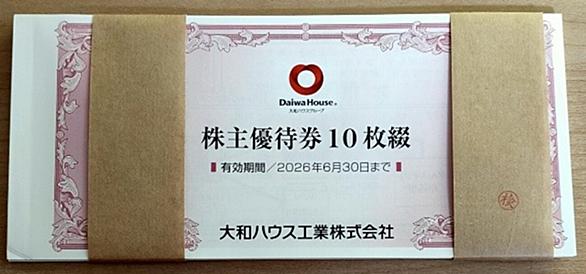 Daiwa House®
大和ハウスグループ
株主優待券10枚綴
有効期間/2026年6月30日まで
大和ハウス工業株式会社
検